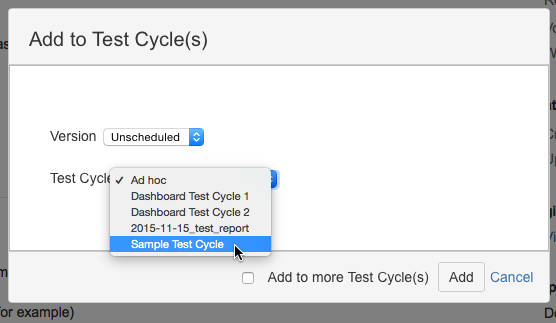 Add to Test Cycle(s)
Version Unscheduled
Test Cycle
✓ Ad hoc
Dashboard Test Cycle 1
Dashboard Test Cycle 2
2015-11-15_test_report
Sample Test Cycle
Add to more Test Cycle(s) Add Cancel
for example)